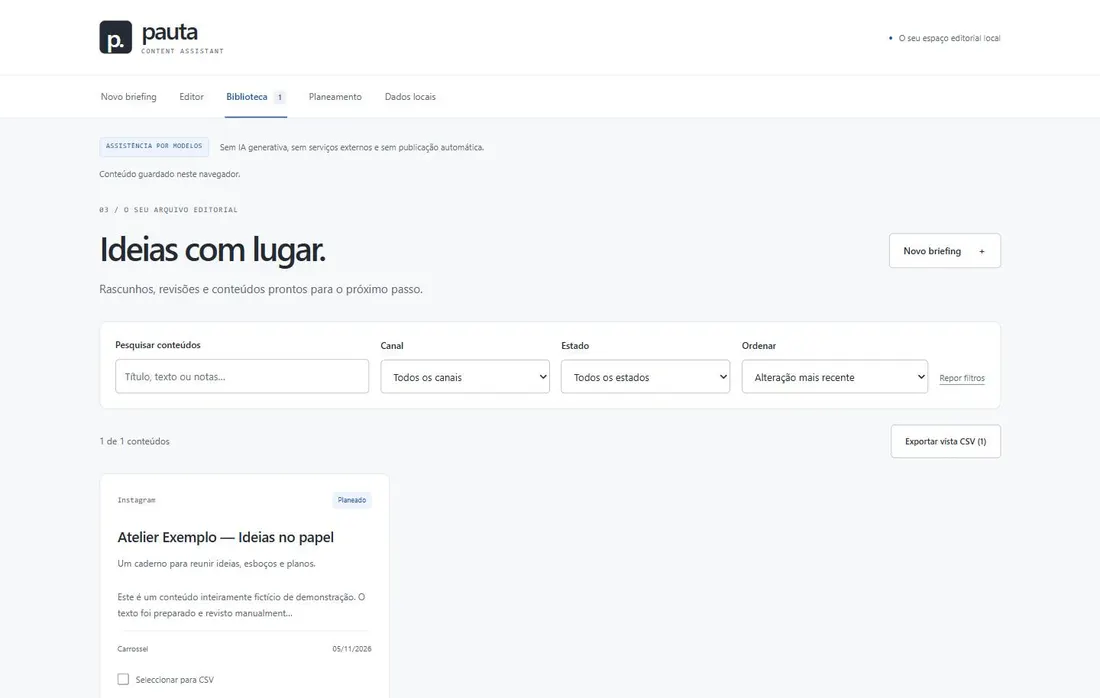 p.
pauta
CONTENT ASSISTANT
O seu espaço editorial local
Novo briefing
Editor
Biblioteca 1
Planeamento
Dados locais
ASSISTÊNCIA POR MODELOS
Sem IA generativa, sem serviços externos e sem publicação automática.
Conteúdo guardado neste navegador.
03 / O SEU ARQUIVO EDITORIAL
Ideias com lugar.
Novo briefing +
Rascunhos, revisões e conteúdos prontos para o próximo passo.
Pesquisar conteúdos
Canal
Estado
Ordenar
Título, texto ou notas...
Todos os canais
Todos os estados
Alteração mais recente
Repor filtros
1 de 1 conteúdos
Exportar vista CSV (1)
Instagram
Planeado
Atelier Exemplo — Ideias no papel
Um caderno para reunir ideias, esboços e planos.
Este é um conteúdo inteiramente fictício de demonstração. O
texto foi preparado e revisto manualment...
Carrossel
05/11/2026
Seleccionar para CSV